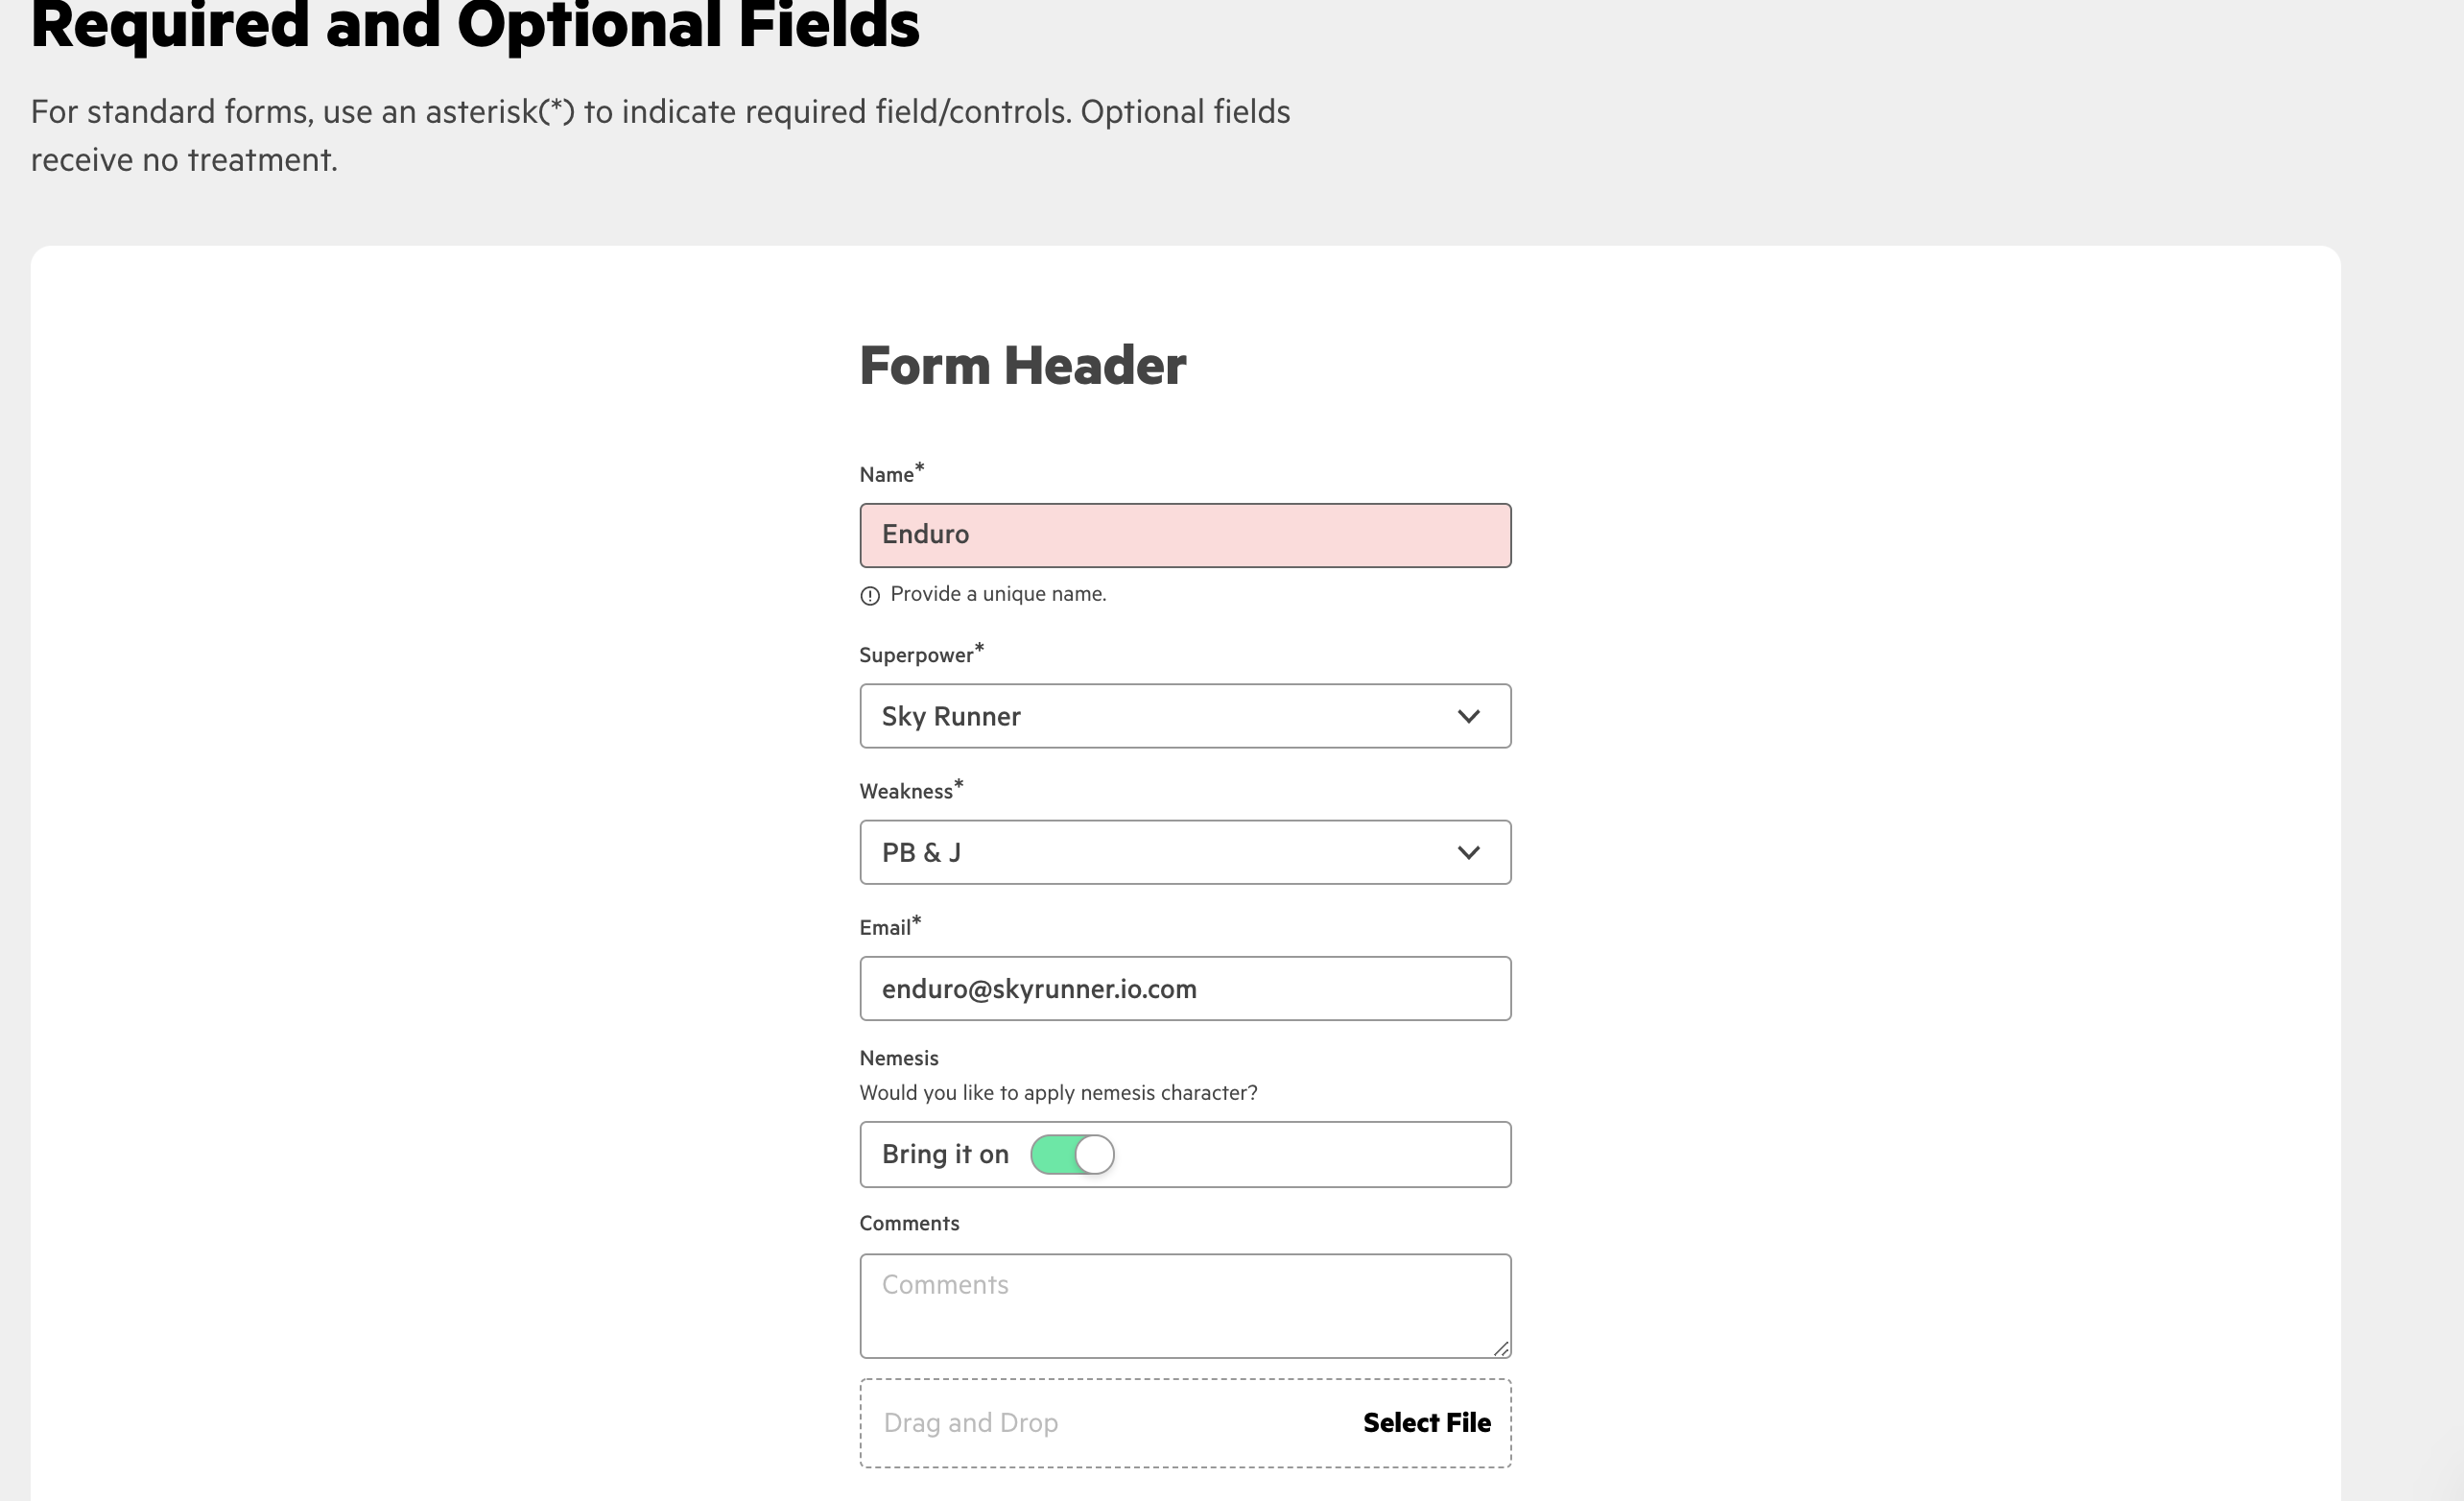 Required and Optional Fields
For standard forms, use an asterisk(*) to indicate required field/controls. Optional fields
receive no treatment.
Form Header
Name*
Enduro
Provide a unique name.
Superpower*
Sky Runner
Weakness*
PB & J
Email*
enduro@skyrunner.io.com
Nemesis
Would you like to apply nemesis character?
Bring it on
Comments
Comments
Drag and Drop
Select File